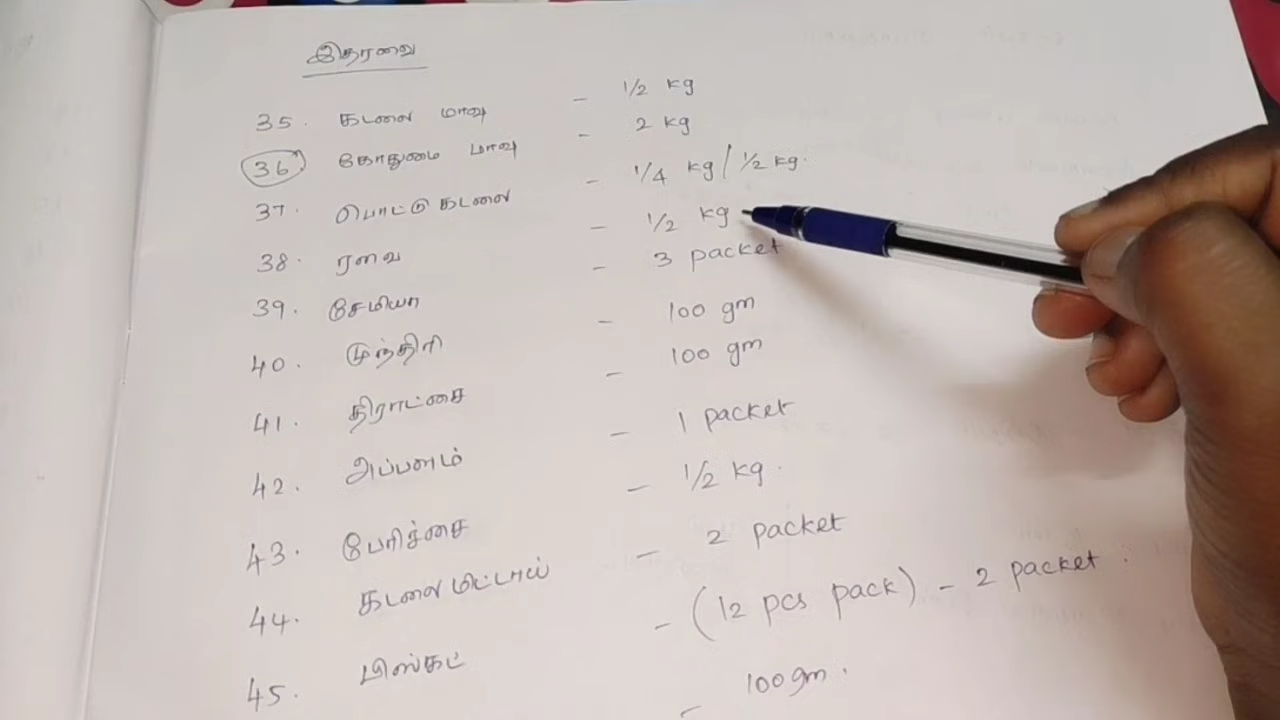 இதரவை
35. கடலை மாவு - 1/2 kg
36 கோதுமை மாவு - 2 kg
37. பொட்டு கடலை - 1/4 kg / 1/2 kg.
38. ரவை - 1/2 kg
39. சேமியா - 3 packet
40. முந்திரி - 100 gm
41. திராட்சை - 100 gm
42. அப்பளம் - 1 packet
43. பேரிச்சை - 1/2 kg.
44. கடலை மிட்டாய் - 2 packet
45. பிஸ்கட் - (12 pcs pack) - 2 packet.
- 100gm.